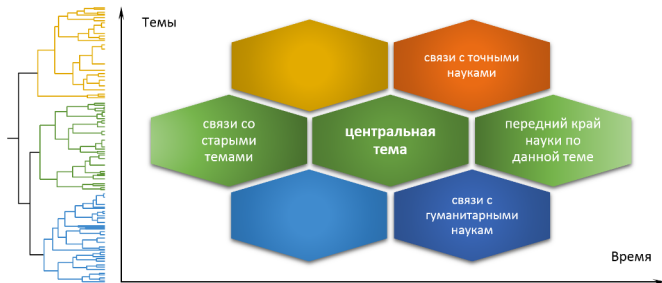 Темы
связи с точными
науками
связи со
старыми
темами
центральная
тема
передний край
науки по
данной теме
связи с
гуманитарными
наукам
Время